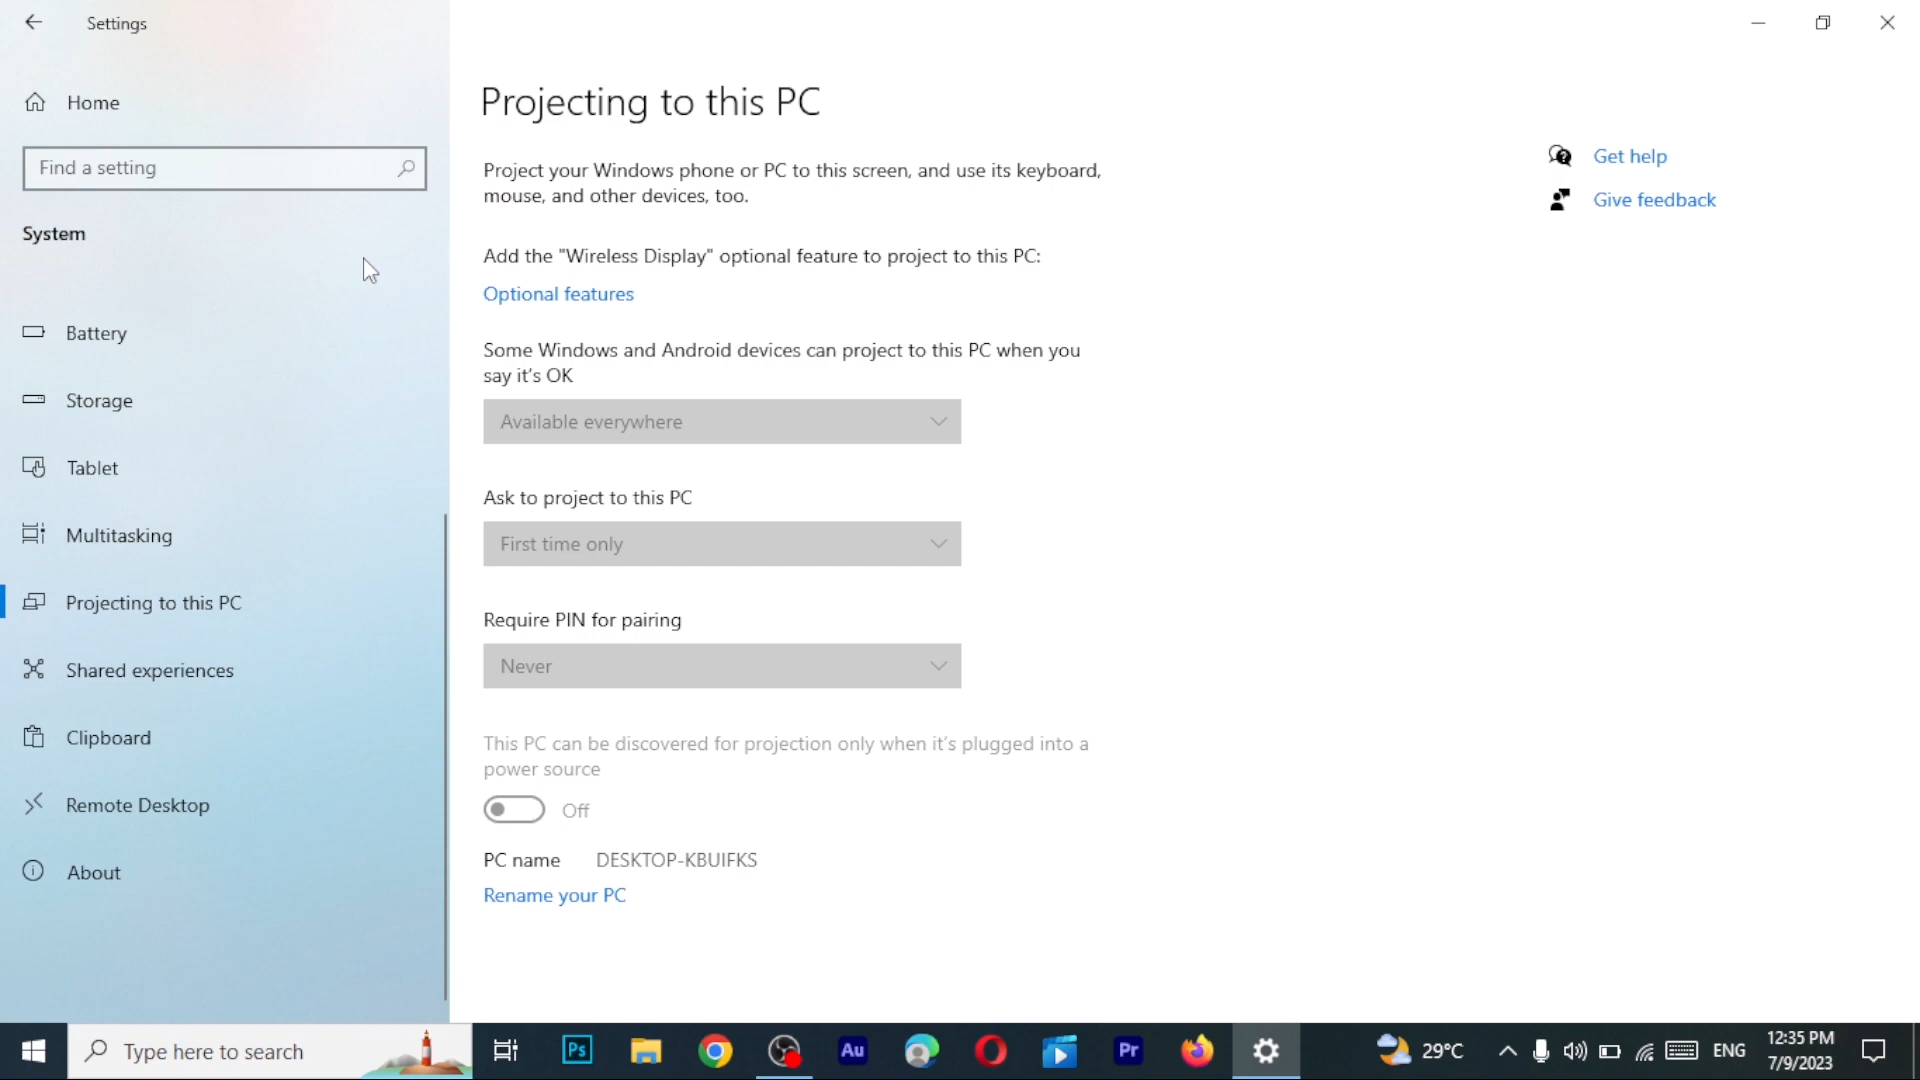 Settings
Home
Find a setting
System
Battery
Storage
Tablet
Multitasking
Projecting to this PC
Shared experiences
Clipboard
Remote Desktop
About
Projecting to this PC
Project your Windows phone or PC to this screen, and use its keyboard,
mouse, and other devices, too.
Add the "Wireless Display" optional feature to project to this PC:
Optional features
Some Windows and Android devices can project to this PC when you
say it's OK
Available everywhere
Ask to project to this PC
First time only
Require PIN for pairing
Never
This PC can be discovered for projection only when it's plugged into a
power source
Off
PC name DESKTOP-KBUIFKS
Rename your PC
Get help
Give feedback
Type here to search
Ps
Au
Pr
29°C
ENG
12:35 PM
7/9/2023